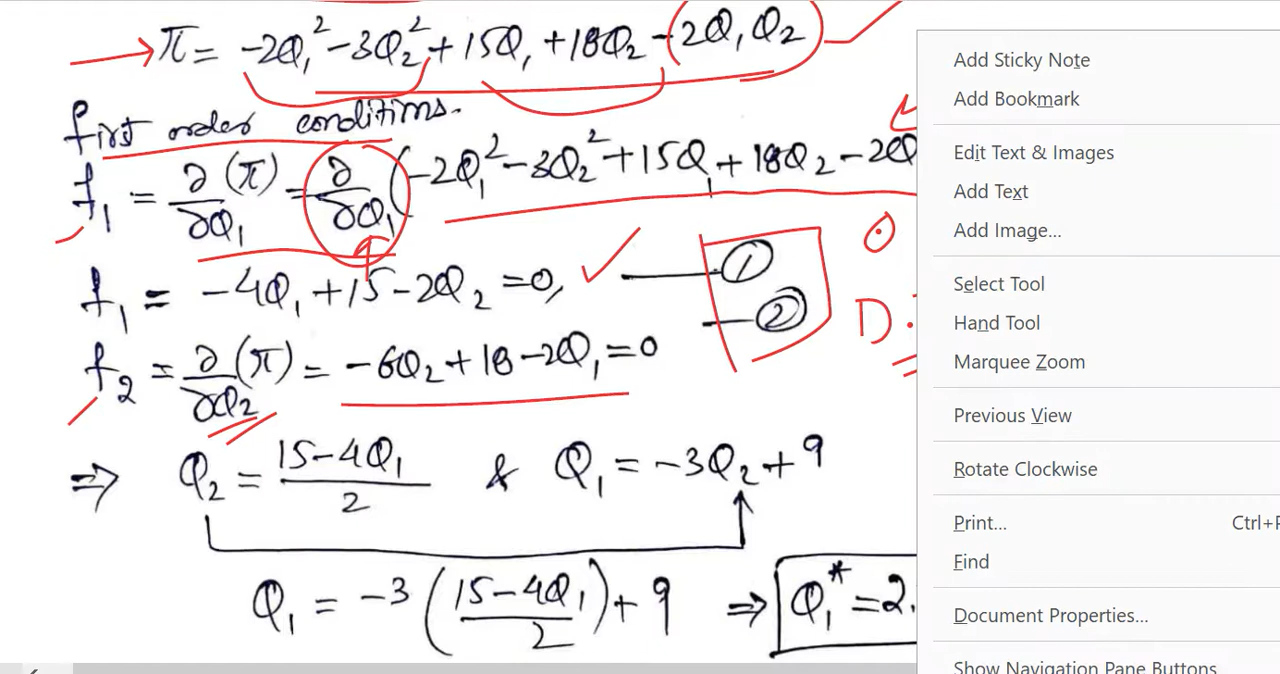 π = -2Q₁² - 3Q₂² + 15Q₁ + 18Q₂ - 2Q₁Q₂
first order conditions.
f₁ = ∂(π)/∂Q₁ = ∂/∂Q₁ (-2Q₁² - 3Q₂² + 15Q₁ + 18Q₂ - 2Q
f₁ = -4Q₁ + 15 - 2Q₂ = 0, ①
②
D.
f₂ = ∂(π)/∂Q₂ = -6Q₂ + 18 - 2Q₁ = 0
⇒ Q₂ = 15 - 4Q₁/2 & Q₁ = -3Q₂ + 9
Q₁ = -3 (15 - 4Q₁/2) + 9 ⇒ Q₁* = 2.
Add Sticky Note
Add Bookmark
Edit Text & Images
Add Text
Add Image...
Select Tool
Hand Tool
Marquee Zoom
Previous View
Rotate Clockwise
Print... Ctrl+P
Find
Document Properties...
Show Navigation Pane Buttons